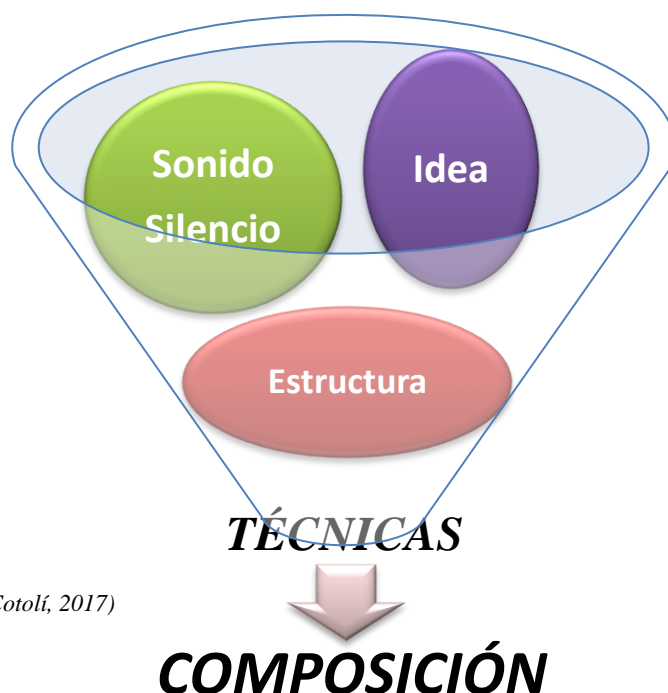 Sonido
Silencio
Idea
Estructura
TÉCNICAS
Cotolí, 2017)
COMPOSICIÓN